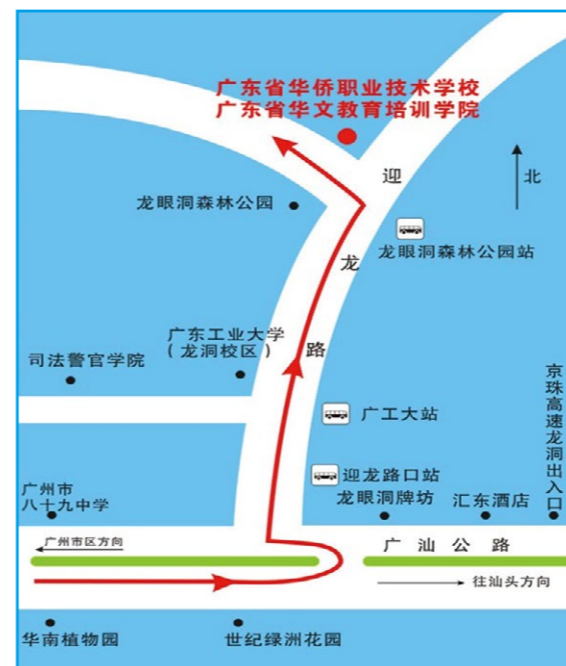 广东省华侨职业技术学校
广东省华文教育培训学院
迎
北
龙眼洞森林公园
龙眼洞森林公园站
龙
广东工业大学
（龙洞校区）
路
司法警官学院
京珠高速龙洞出入口
广工大站
迎龙路口站
广州市
八十九中学
龙眼洞牌坊
汇东酒店
广州市区方向
广汕公路
往汕头方向
华南植物园
世纪绿洲花园